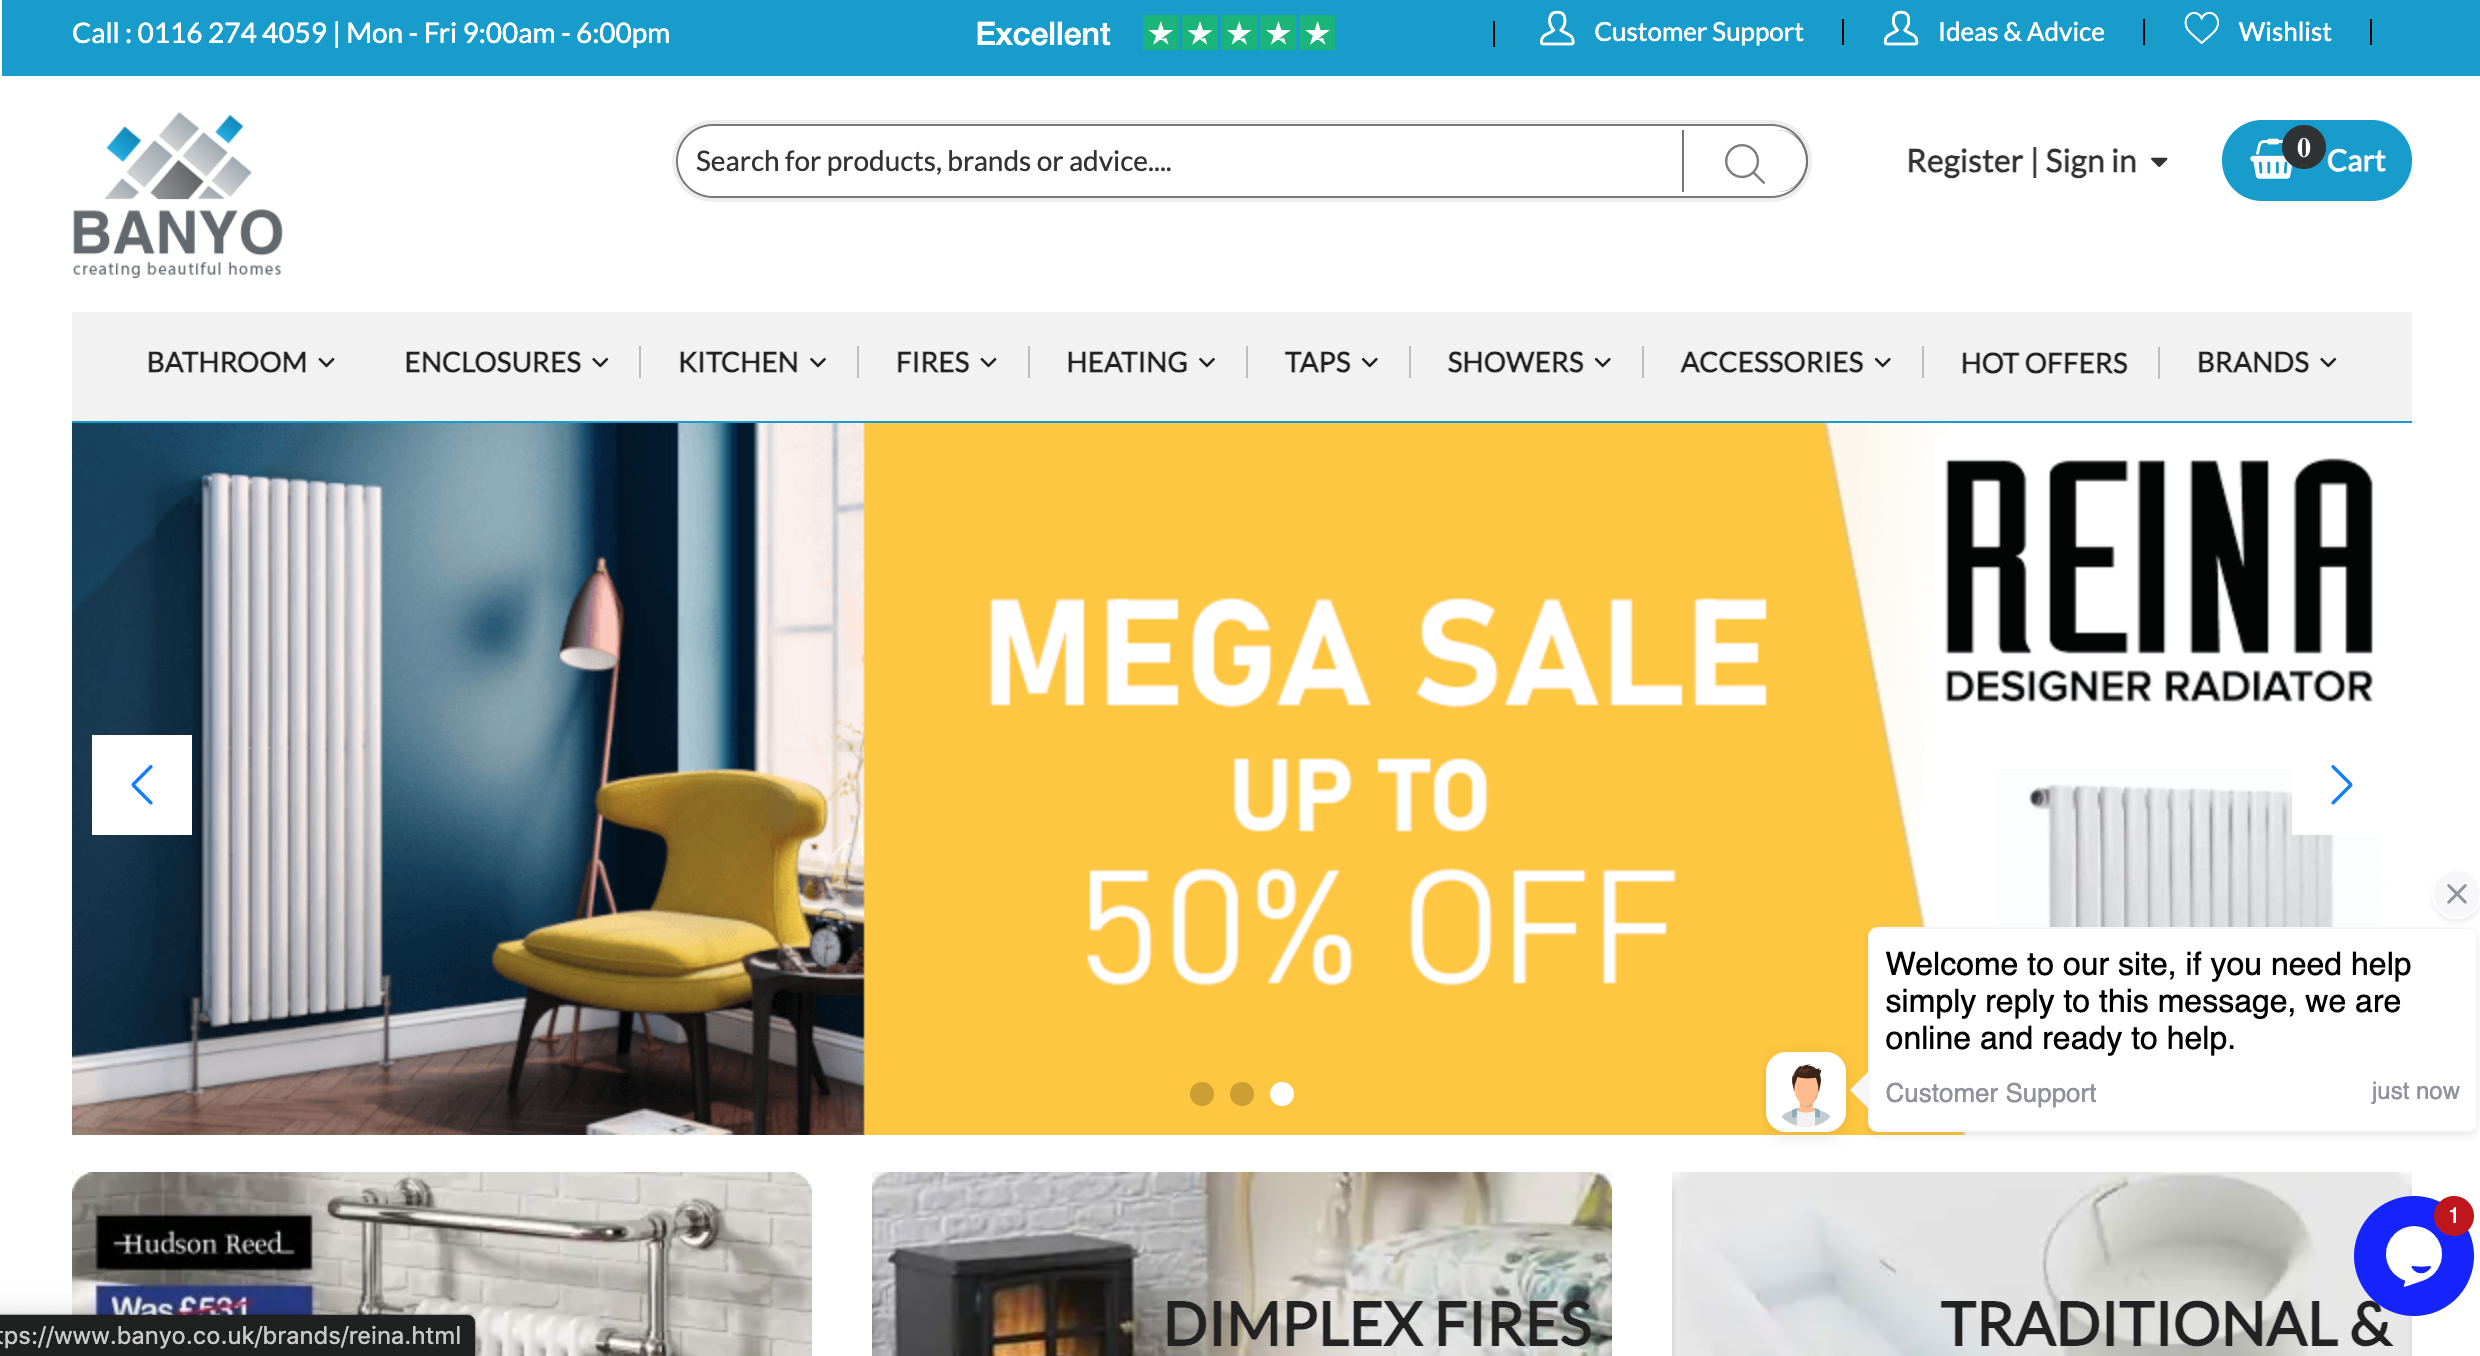 Call : 0116 274 4059 | Mon - Fri 9:00am - 6:00pm
Excellent
Customer Support
Ideas & Advice
Wishlist
BANYO
creating beautiful homes
Search for products, brands or advice....
Register | Sign in
0
Cart
BATHROOM
ENCLOSURES
KITCHEN
FIRES
HEATING
TAPS
SHOWERS
ACCESSORIES
HOT OFFERS
BRANDS
MEGA SALE
UP TO
50% OFF
REINA
DESIGNER RADIATOR
Welcome to our site, if you need help
simply reply to this message, we are
online and ready to help.
Customer Support
just now
Hudson Reed
Was £531
DIMPLEX FIRES
TRADITIONAL &
1
tps://www.banyo.co.uk/brands/reina.html